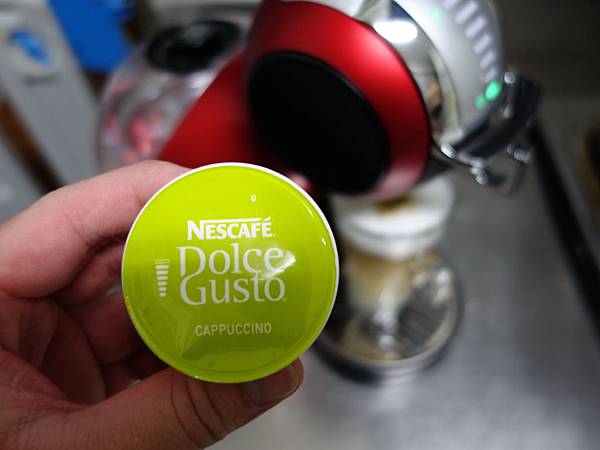 NESCAFÉ
Dolce
Gusto
CAPPUCCINO